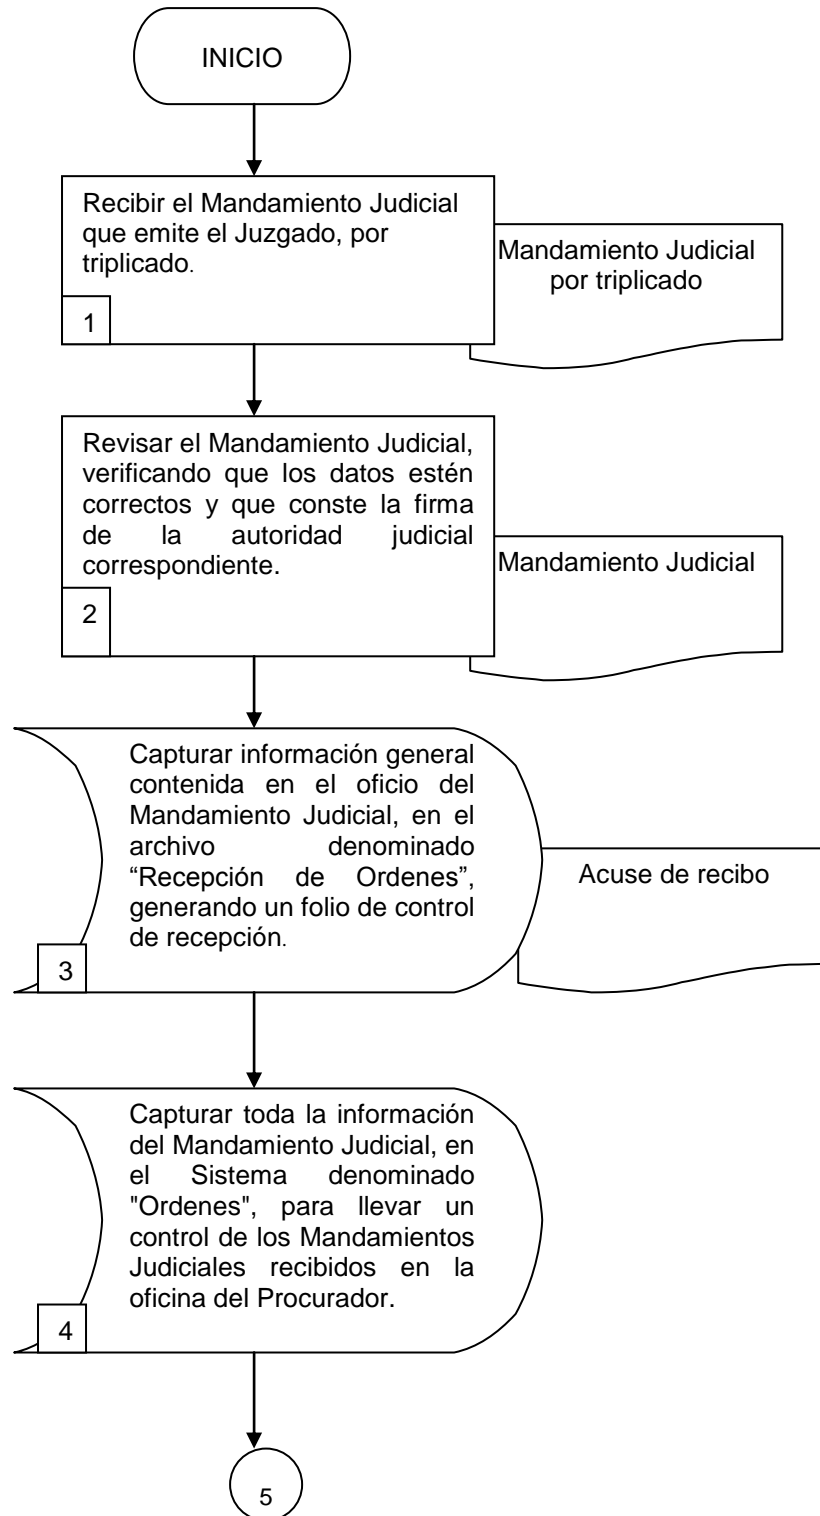 INICIO
Recibir el Mandamiento Judicial
que emite el Juzgado, por
triplicado.
1
Mandamiento Judicial
por triplicado
Revisar el Mandamiento Judicial,
verificando que los datos estén
correctos y que conste la firma
de la autoridad judicial
correspondiente.
2
Mandamiento Judicial
Capturar información general
contenida en el oficio del
Mandamiento Judicial, en el
archivo denominado
“Recepción de Ordenes”,
generando un folio de control
de recepción.
3
Acuse de recibo
Capturar toda la información
del Mandamiento Judicial, en
el Sistema denominado
"Ordenes", para llevar un
control de los Mandamientos
Judiciales recibidos en la
oficina del Procurador.
4
5